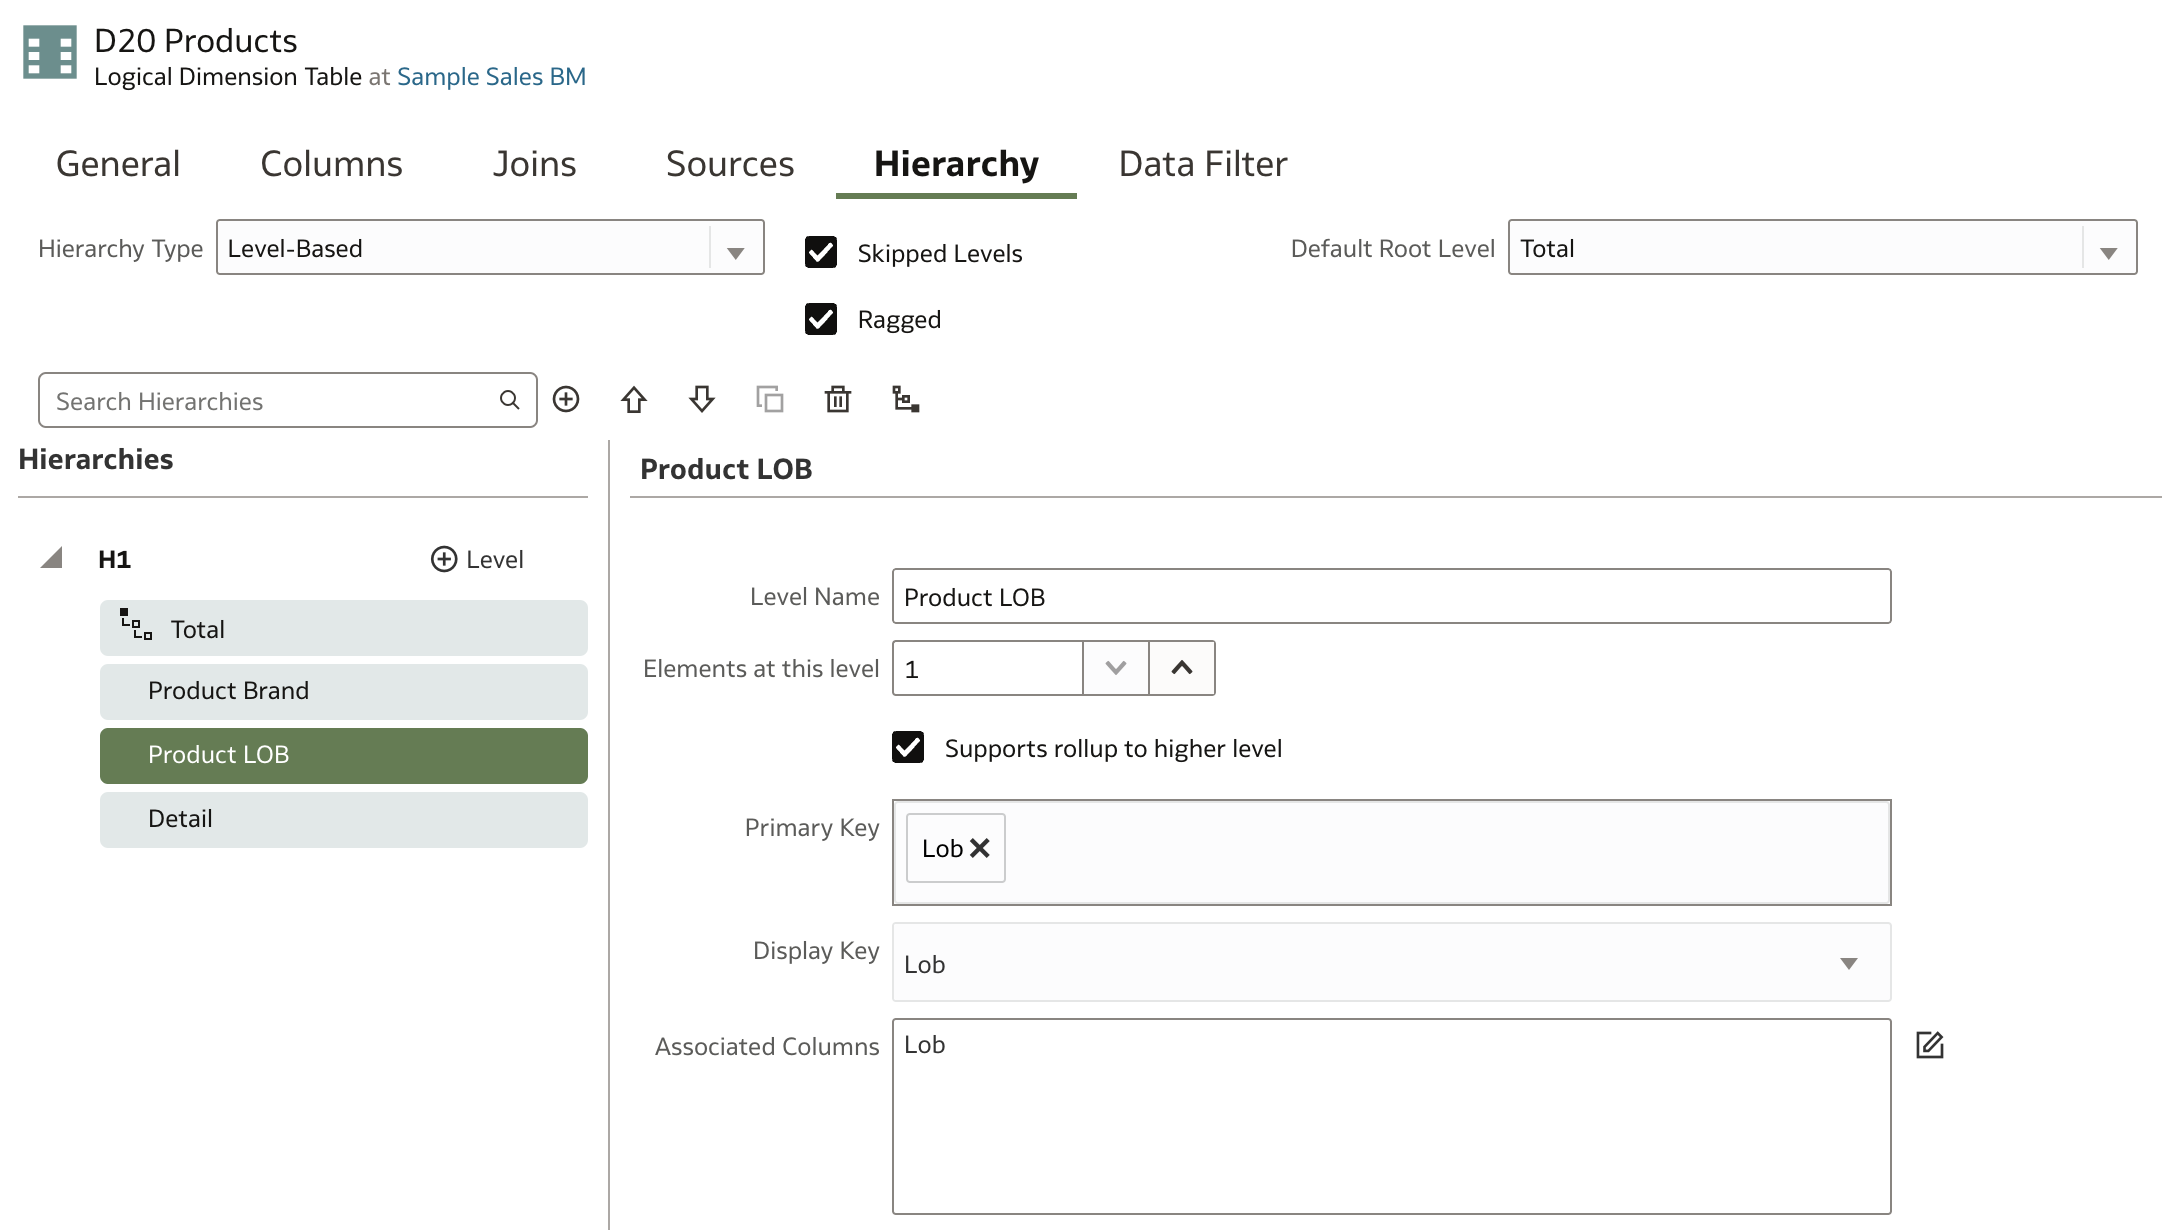 D20 Products
Logical Dimension Table at Sample Sales BM
General Columns Joins Sources Hierarchy Data Filter
Hierarchy Type Level-Based Skipped Levels Default Root Level Total
Ragged
Search Hierarchies
Hierarchies
H1 Level
Total
Product Brand
Product LOB
Detail
Product LOB
Level Name Product LOB
Elements at this level 1
Supports rollup to higher level
Primary Key Lob
Display Key Lob
Associated Columns Lob